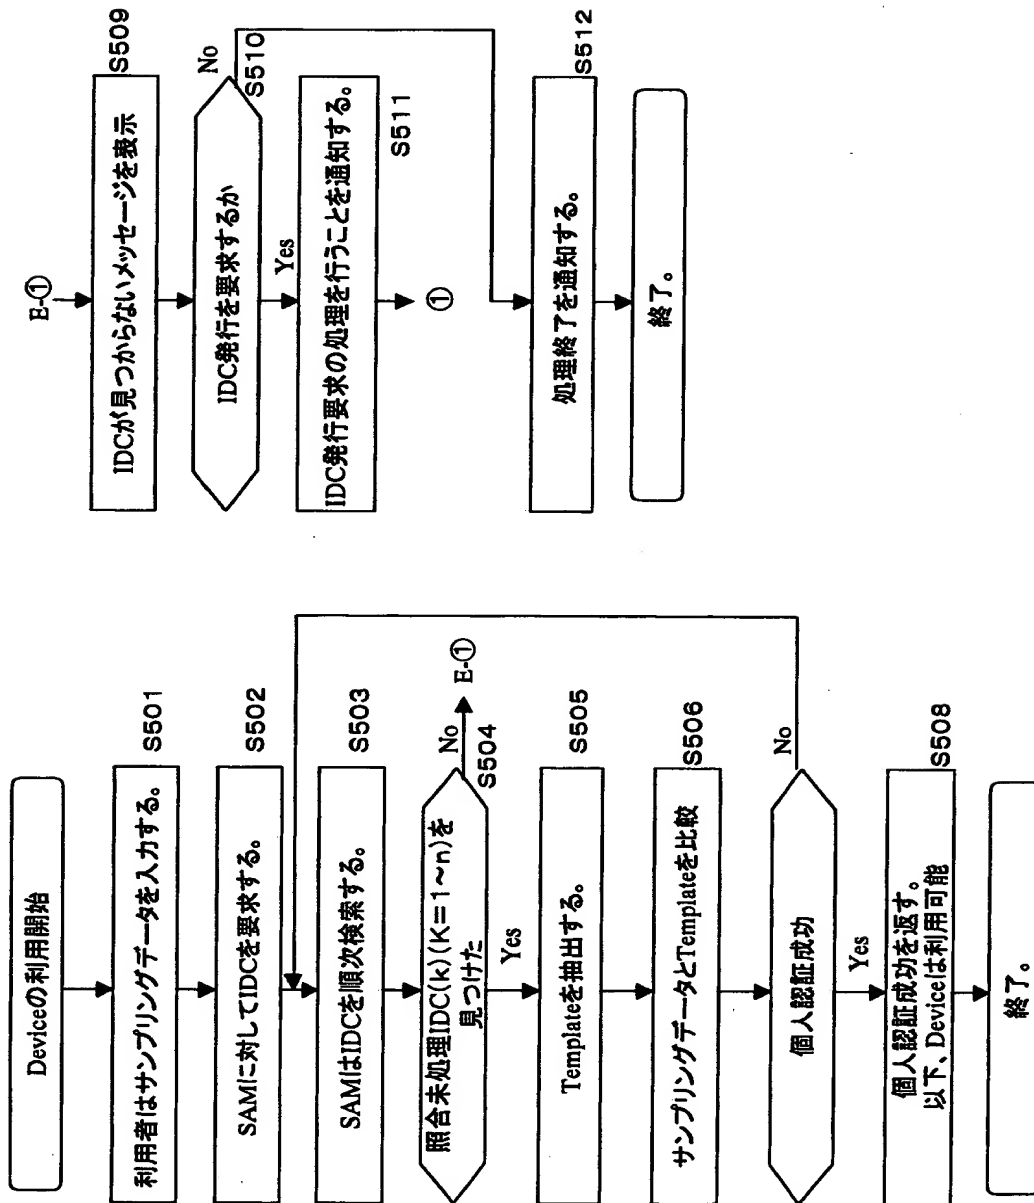 Deviceの利用開始
利用者はサンプリングデータを入力する。
S501
SAMに対してIDCを要求する。
S502
SAMはIDCを順次検索する。
S503
照合未処理IDC(k)(K=1~n)を
見つけた
No
E-①
S504
Yes
Templateを抽出する。
S505
サンプリングデータとTemplateを比較
S506
個人認証成功
No
Yes
個人認証成功を返す。
以下、Deviceは利用可能
S508
終了。
E-①
IDCが見つからないメッセージを表示
S509
IDC発行を要求するか
No
S510
Yes
IDC発行要求の処理を行うことを通知する。
S511
①
処理終了を通知する。
S512
終了。